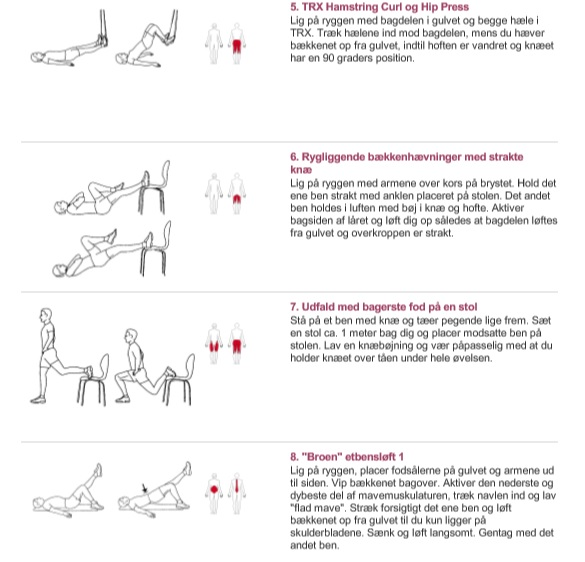 5. TRX Hamstring Curl og Hip Press
Lig på ryggen med bagdelen i gulvet og begge hæle i
TRX. Træk hælene ind mod bagdelen, mens du hæver
bækkenet op fra gulvet, indtil hoften er vandret og knæet
har en 90 graders position.
6. Rygliggende bækkenhævninger med strakte
knæ
Lig på ryggen med armene over kors på brystet. Hold det
ene ben strakt med anklen placeret på stolen. Det andet
ben holdes i luften med bøj i knæ og hofte. Aktiver
bagsiden af låret og løft dig op således at bagdelen løftes
fra gulvet og overkroppen er strakt.
7. Udfald med bagerste fod på en stol
Stå på et ben med knæ og tæer pegende lige frem. Sæt
en stol ca. 1 meter bag dig og placer modsatte ben på
stolen. Lav en knæbøjning og vær påpasselig med at du
holder knæet over tåen under hele øvelsen.
8. "Broen" etbensløft 1
Lig på ryggen, placer fodsålerne på gulvet og armene ud
til siden. Vip bækkenet bagover. Aktiver den nederste og
dybeste del af mavemuskulaturen, træk navlen ind og lav
"flad mave". Stræk forsigtigt det ene ben og løft
bækkenet op fra gulvet til du kun ligger på
skulderbladene. Sænk og løft langsomt. Gentag med det
andet ben.